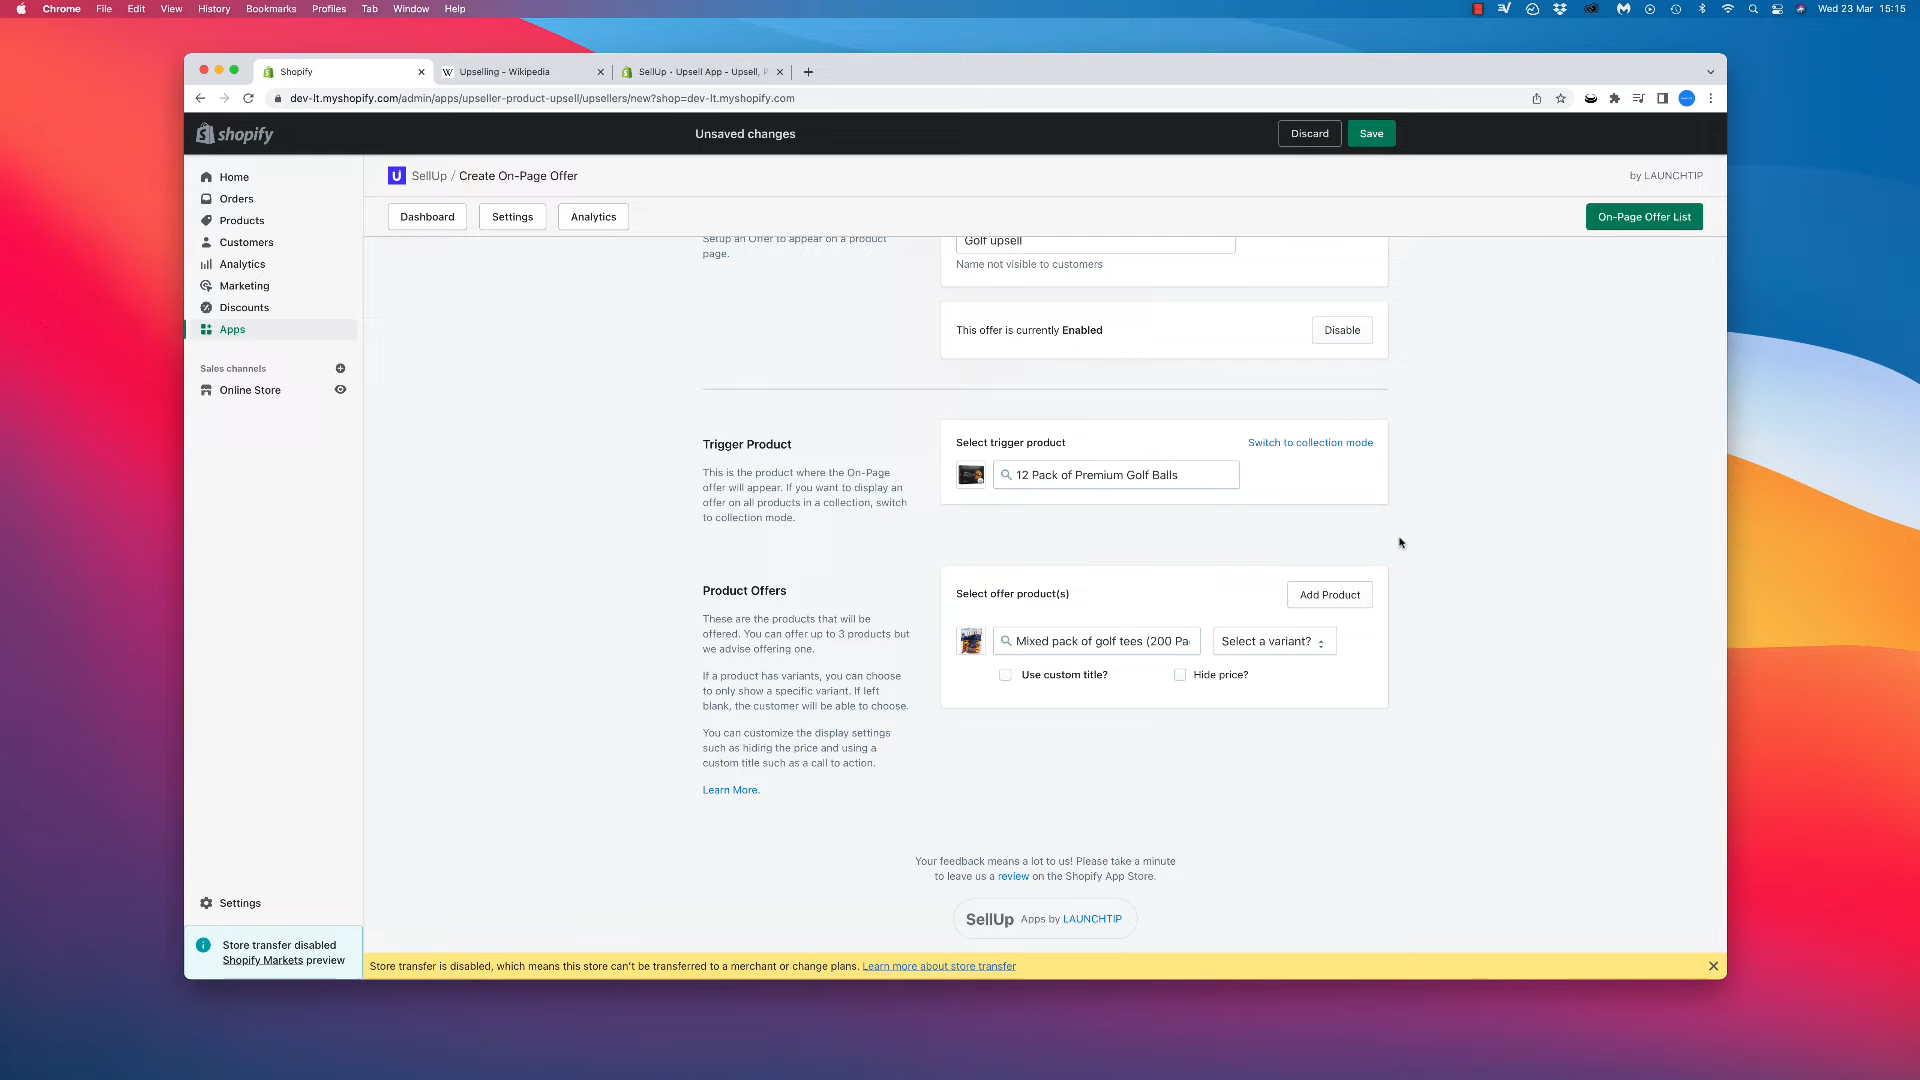 Chrome File Edit View History Bookmarks Profiles Tab Window Help Wed 23 Mar 15:15
Shopify Upselling - Wikipedia SellUp - Upsell App - Upsell, P
dev-lt.myshopify.com/admin/apps/upseller-product-upsell/upsellers/new?shop=dev-lt.myshopify.com
shopify Unsaved changes Discard Save
Home
Orders
Products
Customers
Analytics
Marketing
Discounts
Apps
Sales channels
Online Store
Settings
Store transfer disabled
Shopify Markets preview
SellUp / Create On-Page Offer by LAUNCHTIP
Dashboard Settings Analytics On-Page Offer List
Setup an Offer to appear on a product
page.
Golf upsell
Name not visible to customers
This offer is currently Enabled Disable
Trigger Product
This is the product where the On-Page
offer will appear. If you want to display an
offer on all products in a collection, switch
to collection mode.
Select trigger product Switch to collection mode
12 Pack of Premium Golf Balls
Product Offers
These are the products that will be
offered. You can offer up to 3 products but
we advise offering one.
If a product has variants, you can choose
to only show a specific variant. If left
blank, the customer will be able to choose.
You can customize the display settings
such as hiding the price and using a
custom title such as a call to action.
Learn More.
Select offer product(s) Add Product
Mixed pack of golf tees (200 Pa Select a variant?
Use custom title? Hide price?
Your feedback means a lot to us! Please take a minute
to leave us a review on the Shopify App Store.
SellUp Apps by LAUNCHTIP
Store transfer is disabled, which means this store can't be transferred to a merchant or change plans. Learn more about store transfer